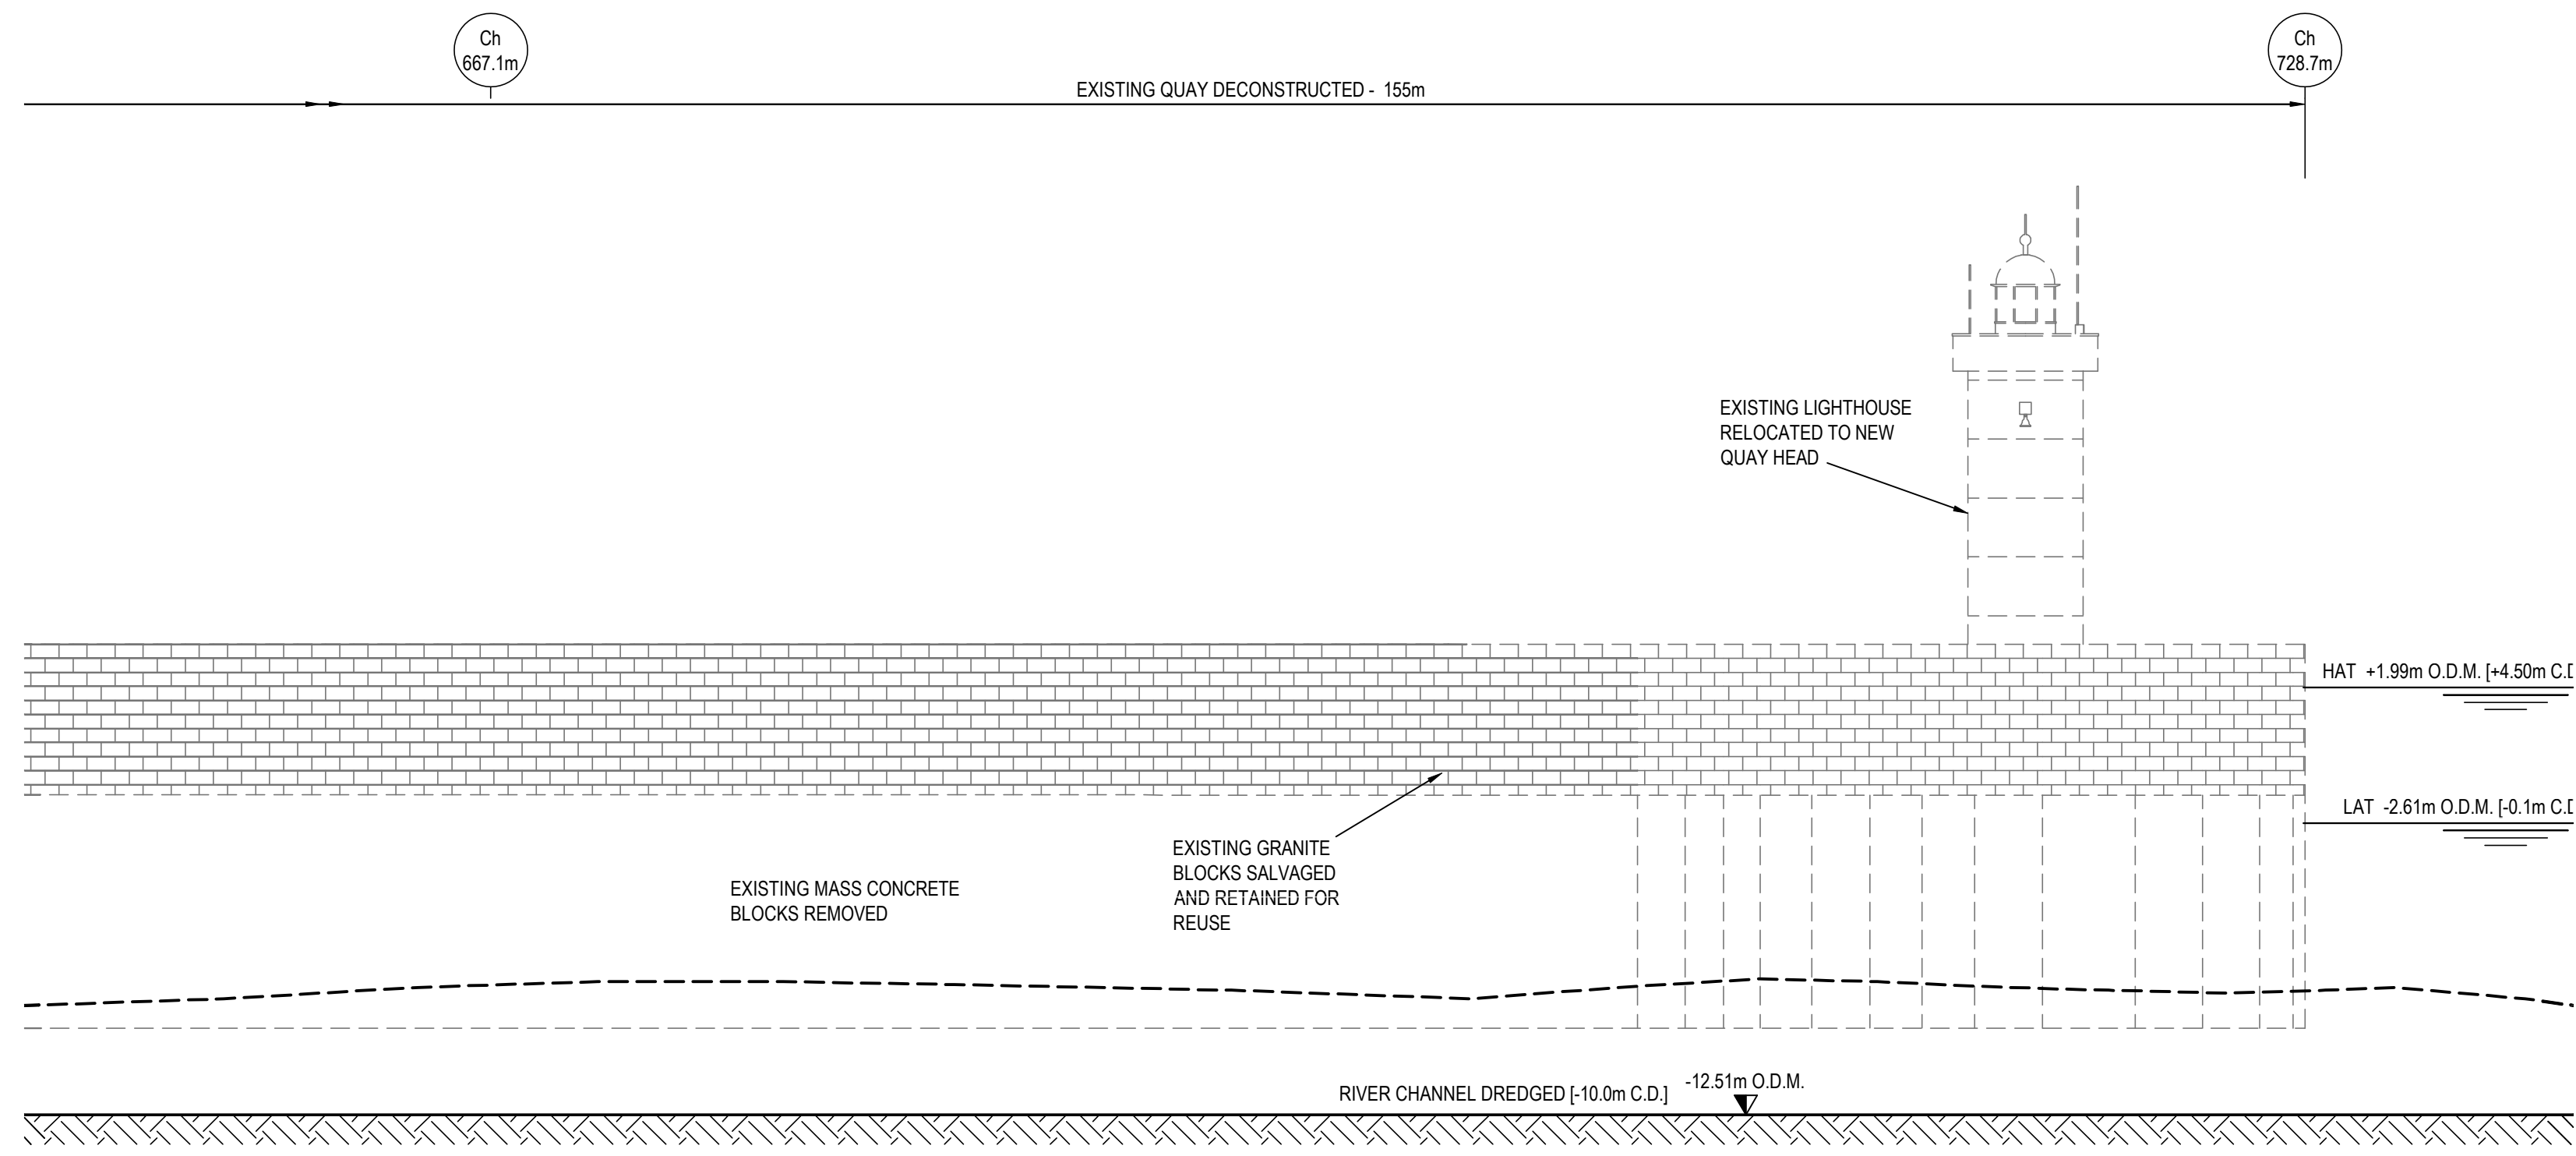 Ch
667.1m
Ch
728.7m
EXISTING QUAY DECONSTRUCTED - 155m
EXISTING LIGHTHOUSE
RELOCATED TO NEW
QUAY HEAD
HAT +1.99m O.D.M. [+4.50m C.D
LAT -2.61m O.D.M. [-0.1m C.D
EXISTING GRANITE
BLOCKS SALVAGED
AND RETAINED FOR
REUSE
EXISTING MASS CONCRETE
BLOCKS REMOVED
RIVER CHANNEL DREDGED [-10.0m C.D.]
-12.51m O.D.M.